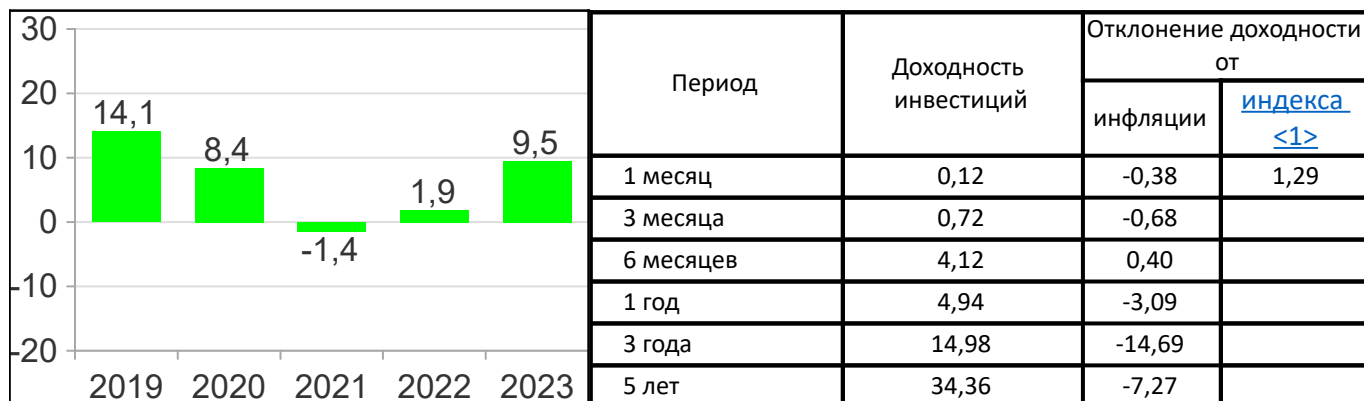 30
20
10
0
-10
-20
14,1
8,4
-1,4
1,9
9,5
2019 2020 2021 2022 2023
Период
Доходность
инвестиций
Отклонение доходности
от
инфляции
индекса
<1>
1 месяц 0,12 -0,38 1,29
3 месяца 0,72 -0,68
6 месяцев 4,12 0,40
1 год 4,94 -3,09
3 года 14,98 -14,69
5 лет 34,36 -7,27